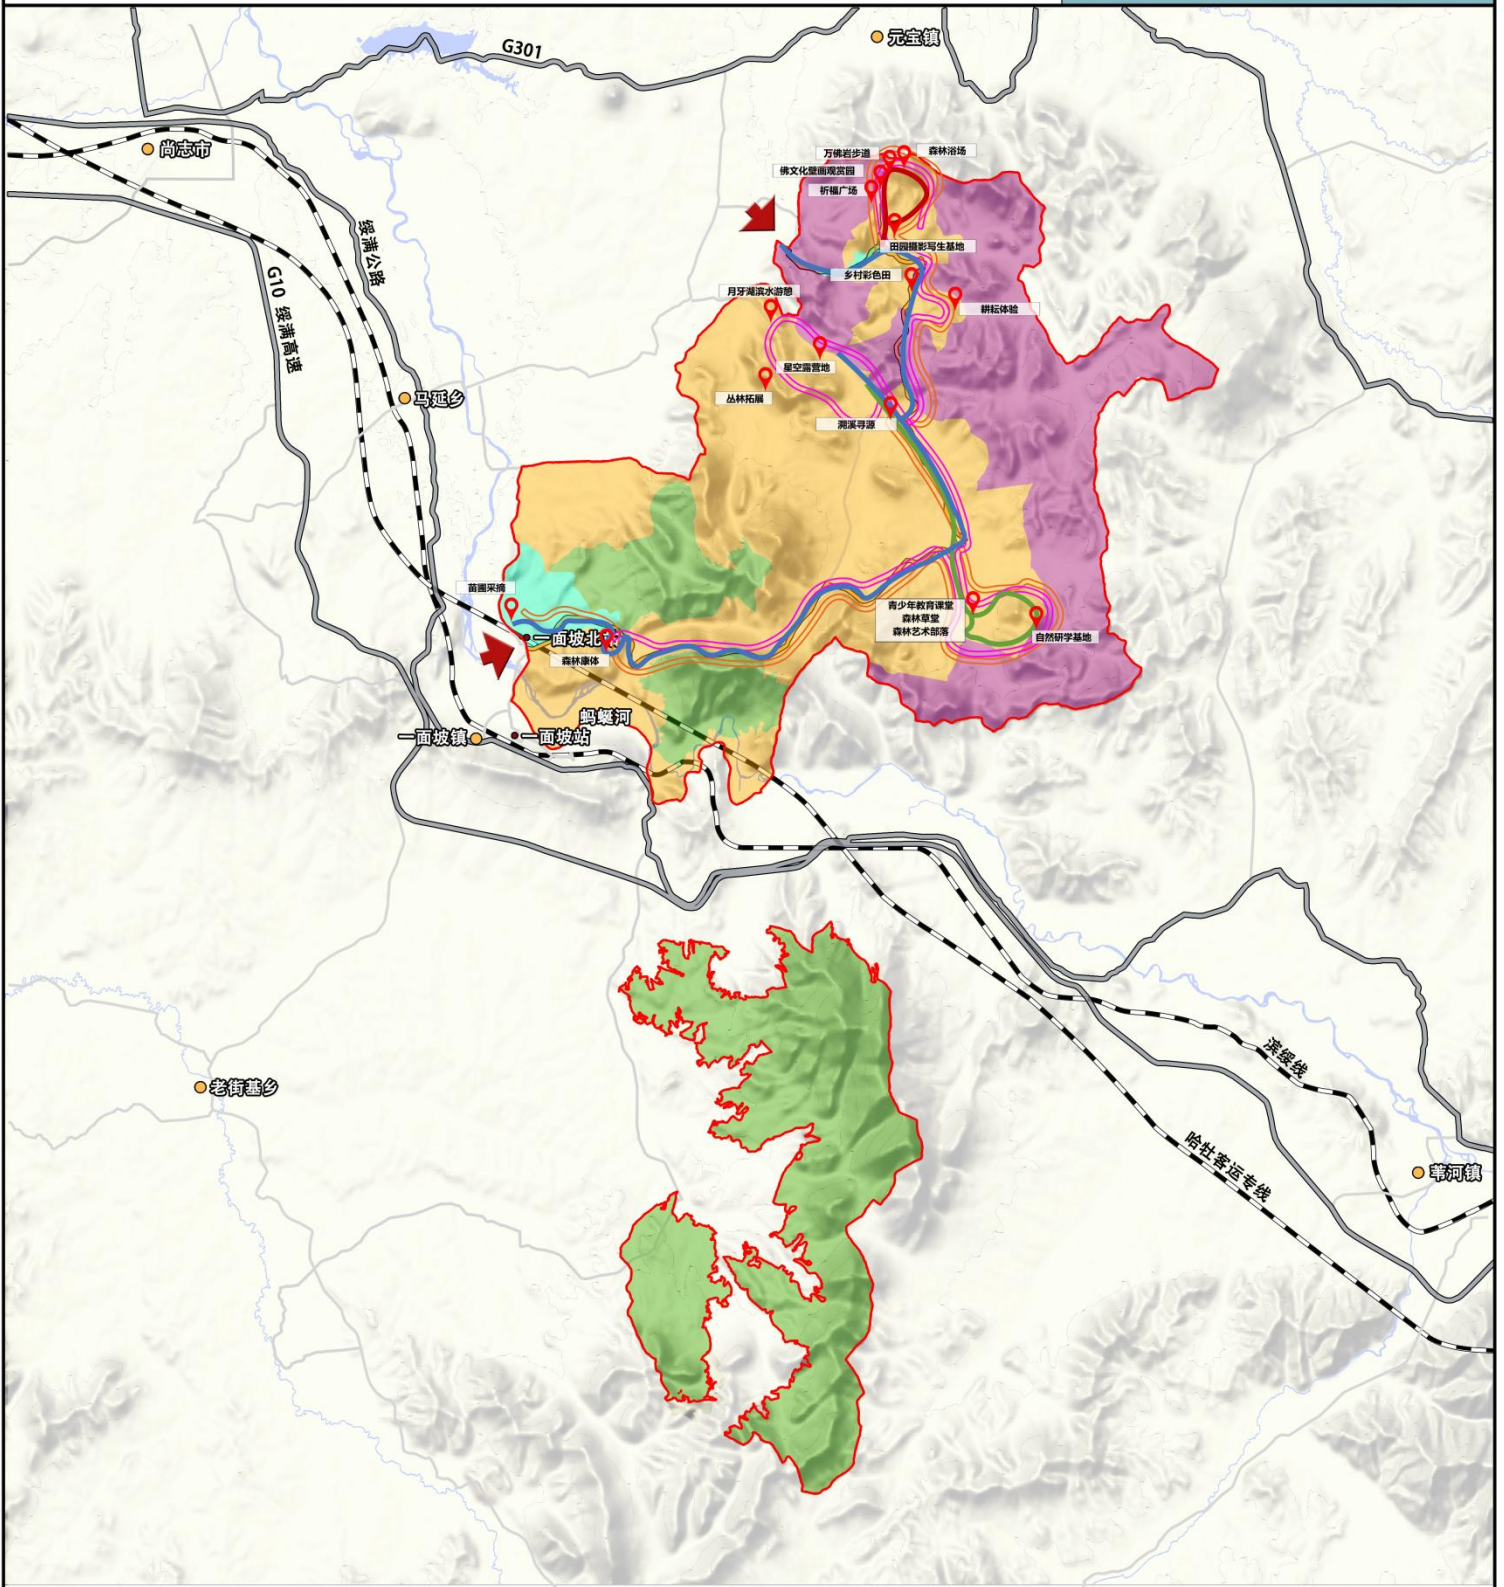 元宝镇
G301
尚志市
万佛岩步道
森林浴场
佛文化壁画观赏园
祈福广场
绥满公路
田园摄影写生基地
乡村彩色田
G10 绥满高速
月牙湖滨水游憩
耕耘体验
星空露营地
马延乡
丛林拓展
溯溪寻源
苗圃采摘
青少年教育课堂
森林草堂
森林艺术部落
自然研学基地
一面坡北
森林康体
蚂蜒河
一面坡镇
一面坡站
滨绥线
老街基乡
哈牡客运专线
苇河镇